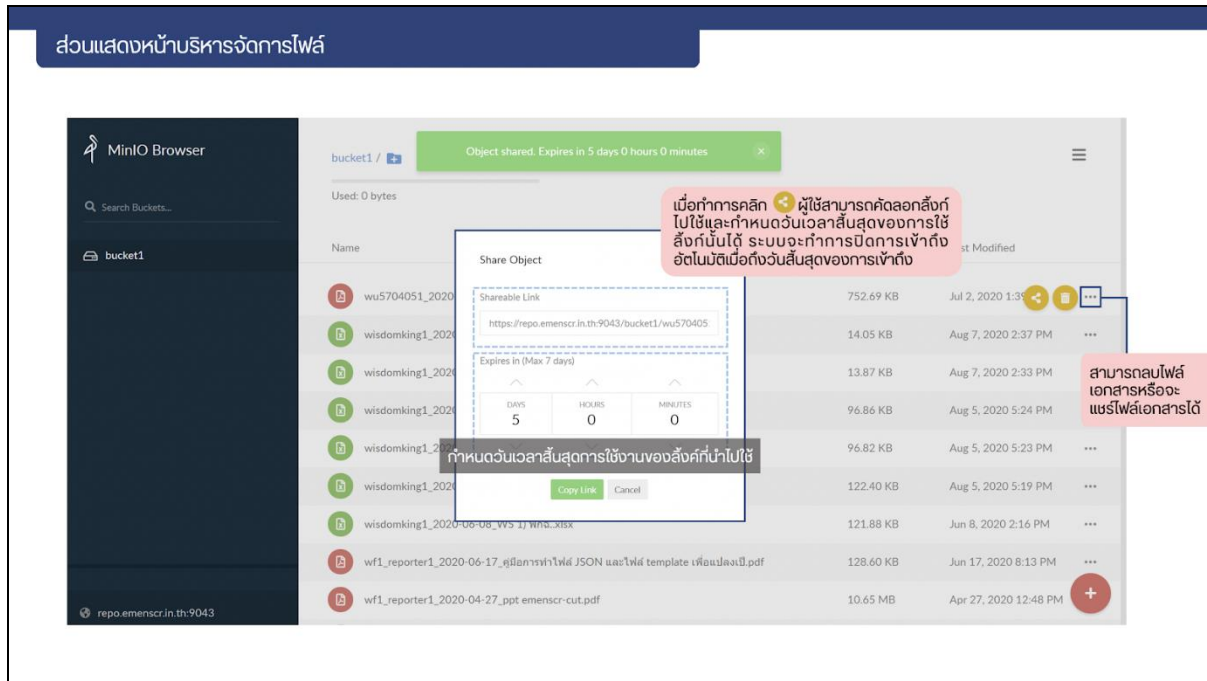 ส่วนแสดงหน้าบริหารจัดการไฟล์
MinIO Browser
bucket1 /
Object shared. Expires in 5 days 0 hours 0 minutes
Search Buckets...
Used: 0 bytes
เมื่อทำการคลิก ผู้ใช้สามารถคัดลอกลิ้งก์
ไปใช้และกำหนดวันเวลาสิ้นสุดของการใช้
ลิ้งก์นั้นได้ ระบบจะทำการปิดการเข้าถึง
อัตโนมัติเมื่อถึงวันสิ้นสุดของการเข้าถึง
bucket1
Name
st Modified
Share Object
wu5704051_2020
Shareable Link
752.69 KB
Jul 2, 2020 1:39
https://repo.emenscr.in.th:9043/bucket1/wu570405
wisdomking1_202
14.05 KB
Aug 7, 2020 2:37 PM
Expires in (Max 7 days)
wisdomking1_202
13.87 KB
Aug 7, 2020 2:33 PM
สามารถลบไฟล์
เอกสารหรือจะ
แชร์ไฟล์เอกสารได้
DAYS
HOURS
MINUTES
5
0
0
wisdomking1_202
96.86 KB
Aug 5, 2020 5:24 PM
wisdomking1_2
96.82 KB
Aug 5, 2020 5:23 PM
กำหนดวันเวลาสิ้นสุดการใช้งานของลิ้งค์ที่นำไปใช้
wisdomking1_202
Copy Link
Cancel
122.40 KB
Aug 5, 2020 5:19 PM
wisdomking1_2020-06-08_W5 1)
121.88 KB
Jun 8, 2020 2:16 PM
wf1_reporter1_2020-06-17_คู่มือการทำไฟล์ JSON และไฟล์ template เพื่อแปลงเป็.pdf
128.60 KB
Jun 17, 2020 8:13 PM
wf1_reporter1_2020-04-27_ppt emenscr-cut.pdf
10.65 MB
Apr 27, 2020 12:48 PM
repo.emenscr.in.th:9043